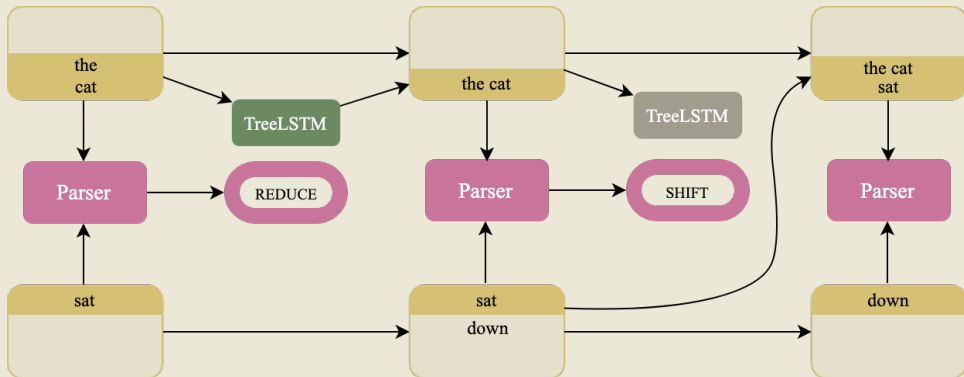 the
cat
the cat
the cat
sat
TreeLSTM
TreeLSTM
Parser
REDUCE
Parser
SHIFT
Parser
sat
sat
down
down